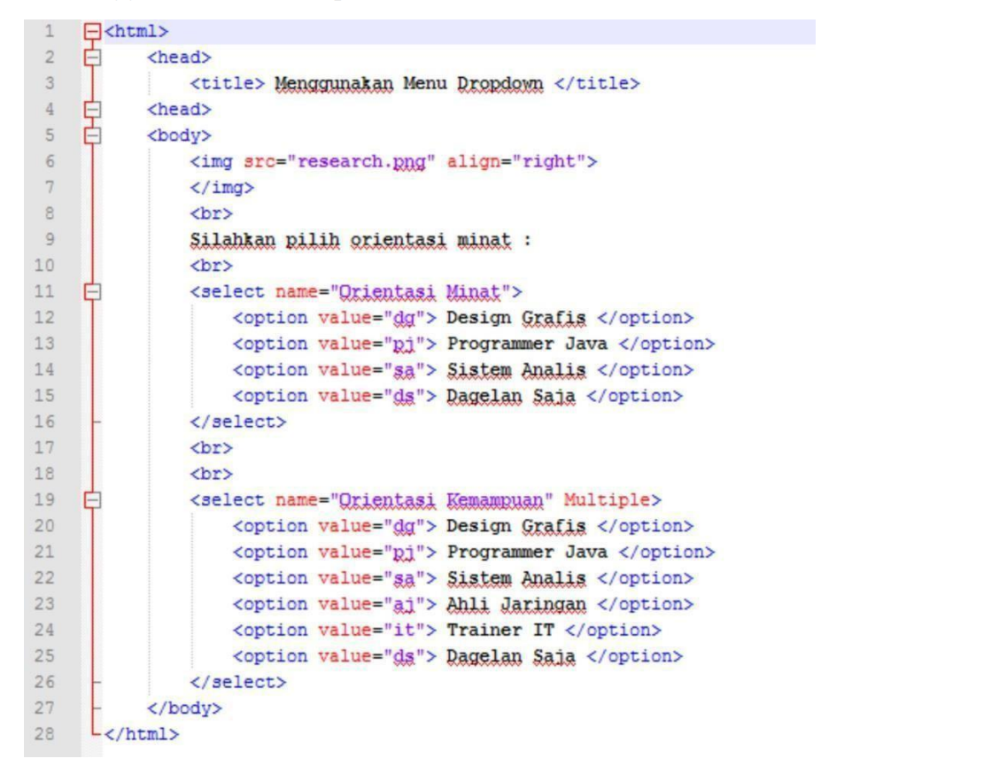 1 <html>
2 <head>
3 <title> Menggunakan Menu Dropdown </title>
4 <head>
5 <body>
6 <img src="research.png" align="right">
7 </img>
8 <br>
9 Silahkan pilih orientasi minat :
10 <br>
11 <select name="Orientasi Minat">
12 <option value="dg"> Design Grafis </option>
13 <option value="pj"> Programmer Java </option>
14 <option value="sa"> Sistem Analis </option>
15 <option value="ds"> Dagelan Saja </option>
16 </select>
17 <br>
18 <br>
19 <select name="Orientasi Kemampuan" Multiple>
20 <option value="dg"> Design Grafis </option>
21 <option value="pj"> Programmer Java </option>
22 <option value="sa"> Sistem Analis </option>
23 <option value="aj"> Ahli Jaringan </option>
24 <option value="it"> Trainer IT </option>
25 <option value="ds"> Dagelan Saja </option>
26 </select>
27 </body>
28 </html>